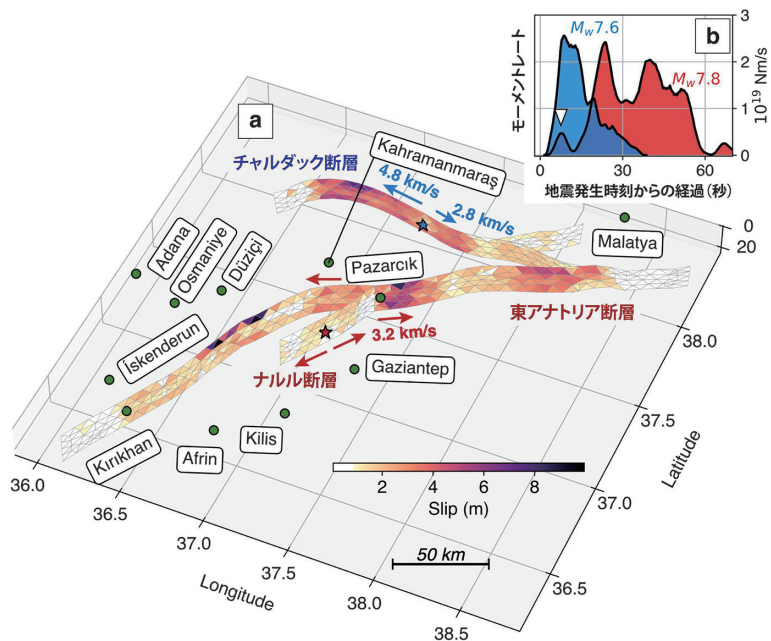 a
チャルダック断層
Kahramanmaraş
4.8 km/s
2.8 km/s
Adana
Osmaniye
Düziçi
Pazarcık
Malatya
0
20
東アナトリア断層
3.2 km/s
İskenderun
ナルル断層
Gaziantep
Kırıkhan
Afrin
Kilis
2
4
6
8
Slip (m)
50 km
36.0
36.5
37.0
37.5
38.0
38.5
Longitude
36.5
37.0
37.5
38.0
Latitude
b
Mw7.6
Mw7.8
モーメントレート
10¹⁹ Nm/s
3
2
1
0
0
30
60
地震発生時刻からの経過(秒)